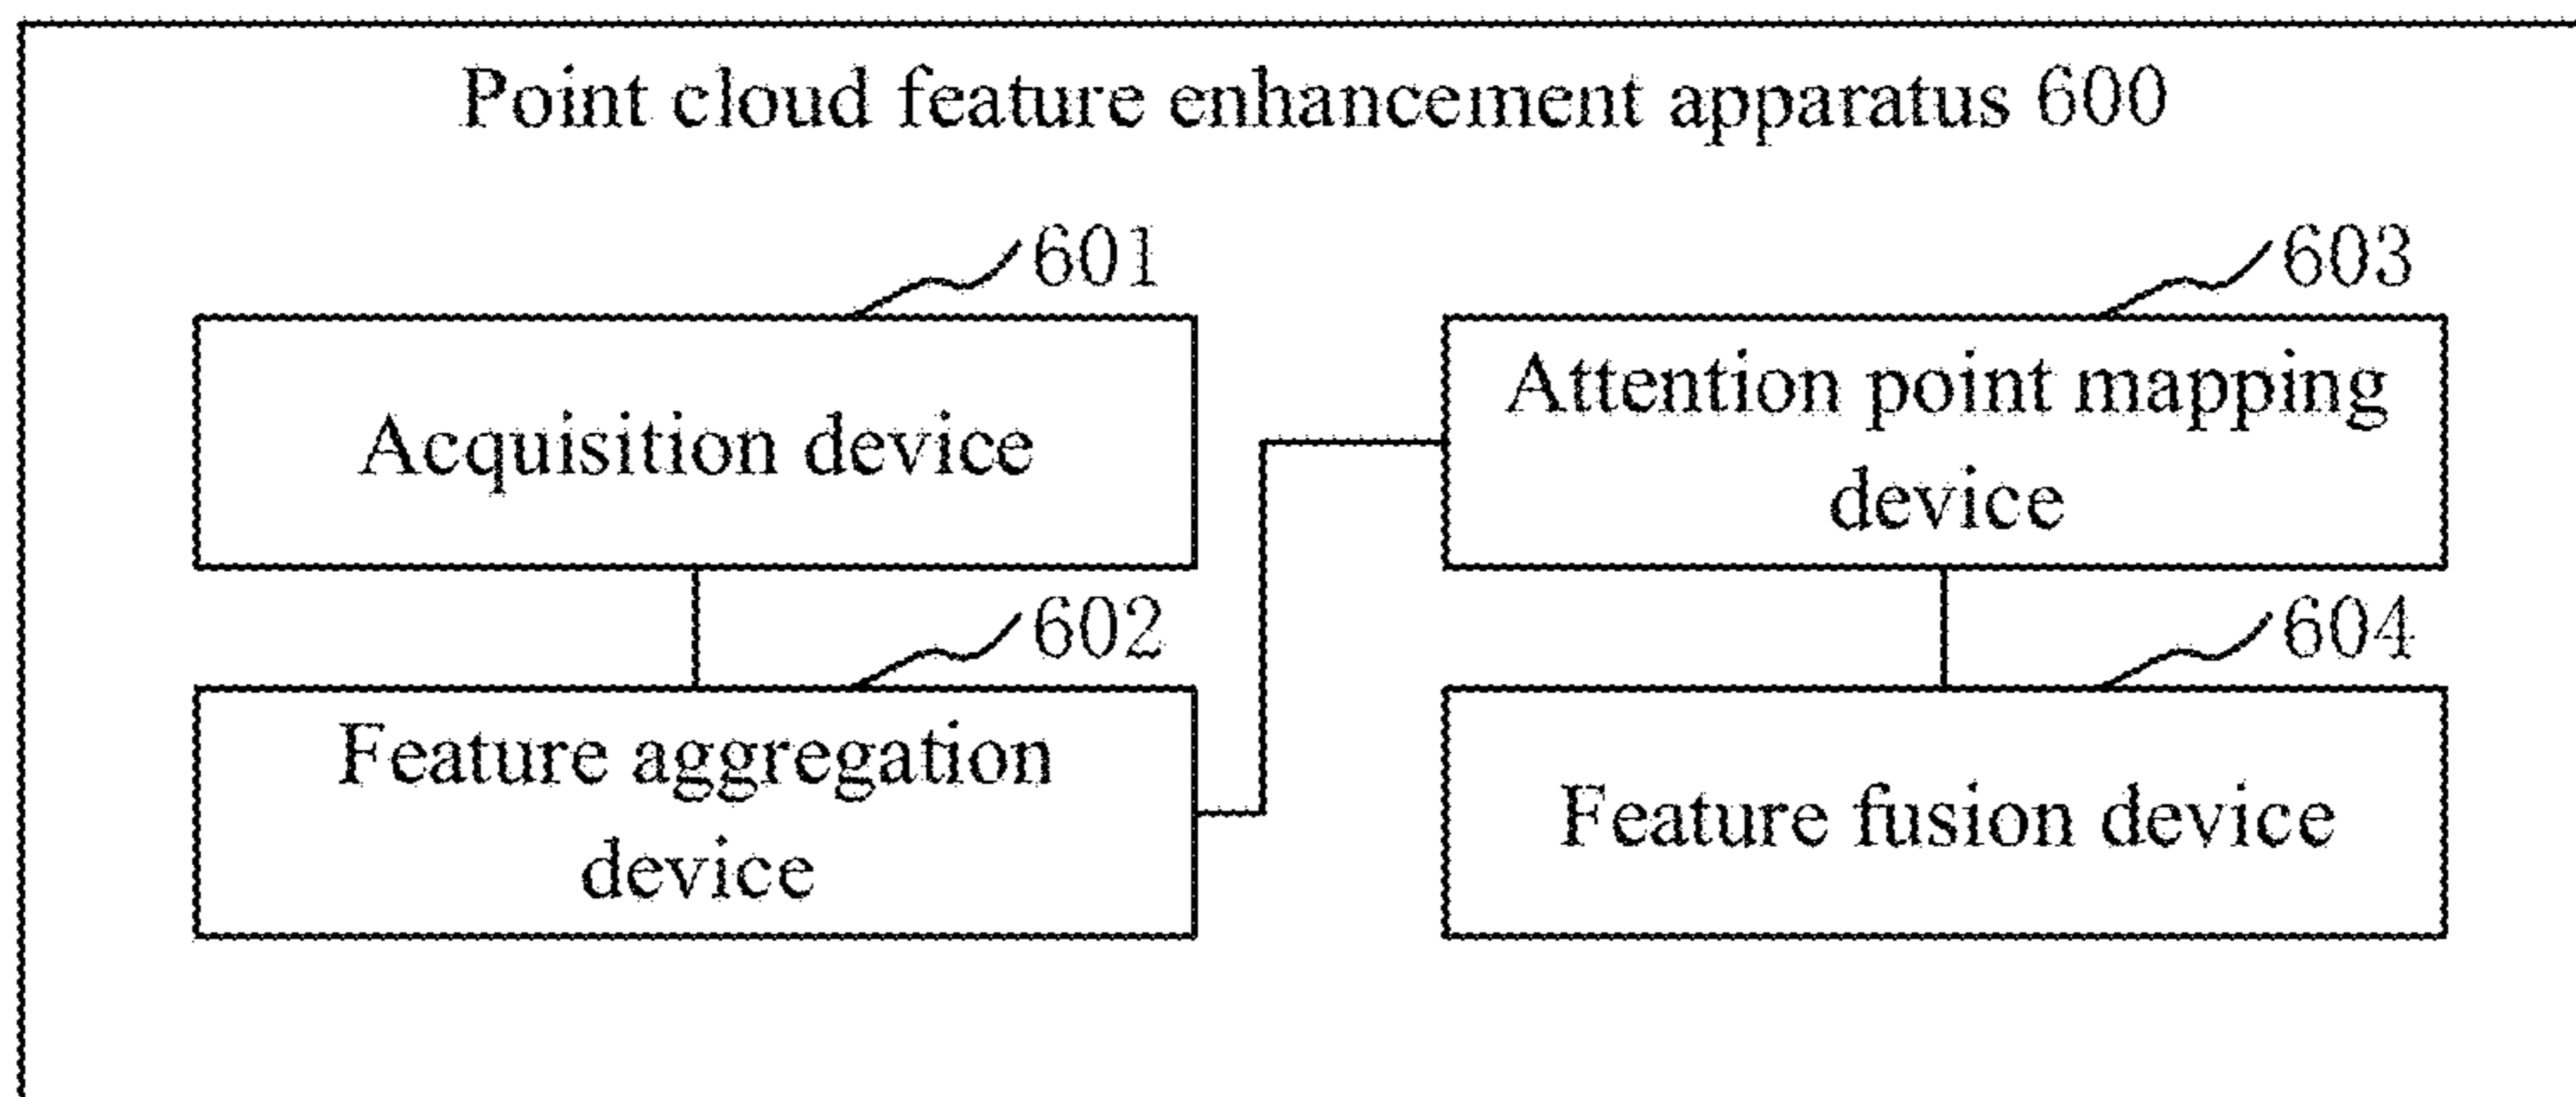 Point cloud feature enhancement apparatus 600
601
Acquisition device
602
Feature aggregation
device
603
Attention point mapping
device
604
Feature fusion device